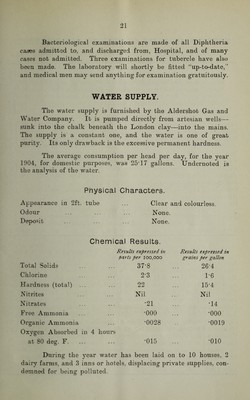 21
Bacteriological examinations are made of all Diphtheria
cases admitted to, and discharged from, Hospital, and of many
cases not admitted. Three examinations for tubercle have also
been made. The laboratory will shortly be fitted "up-to-date,"
and medical men may send anything for examination gratuitously.
WATER SUPPLY.
The water supply is furnished by the Aldershot Gas and
Water Company. It is pumped directly from artesian wells—
sunk into the chalk beneath the London clay—into the mains.
The supply is a constant one, and the water is one of great
purity. Its only drawback is the excessive permanent hardness.
The average consumption per head per day, for the year
1904, for domestic purposes, was 25·17 gallons. Undernoted is
the analysis of the water.
Physical Characters.
Appearance in 2ft. tube ... Clear and colourless.
Odour ... ... ... None.
Deposit ... ... ... None.
Chemical Results.
Results expressed in Results expressed in
parts per 100,000 grains per gallon
Total Solids ... ... 37·8 ... 26·4
Chlorine ... ... 2·3 ... 1·6
Hardness (total) ... ... 22 ... 15·4
Nitrites ... ... Nil ... Nil
Nitrates ... ... ·21 ... ·14
Free Ammonia ... ... ·000 ... ·000
Organic Ammonia ... ·0028 ... ·0019
Oxygen Absorbed in 4 hours
at 80 deg. F. ... ... ·015 ... ·010
During the year water has been laid on to 10 houses, 2
dairy farms, and 3 inns or hotels, displacing private supplies, con-
demned for being polluted.